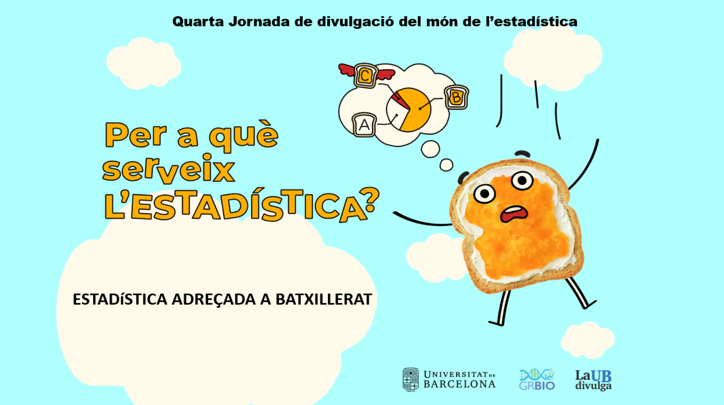 Quarta Jornada de divulgació del món de l’estadística
C
B
A
Per a què
serveix
L’ESTADÍSTICA?
ESTADíSTICA ADREÇADA A BATXILLERAT
UNIVERSITAT DE
BARCELONA
GRBIO
LaUB
divulga